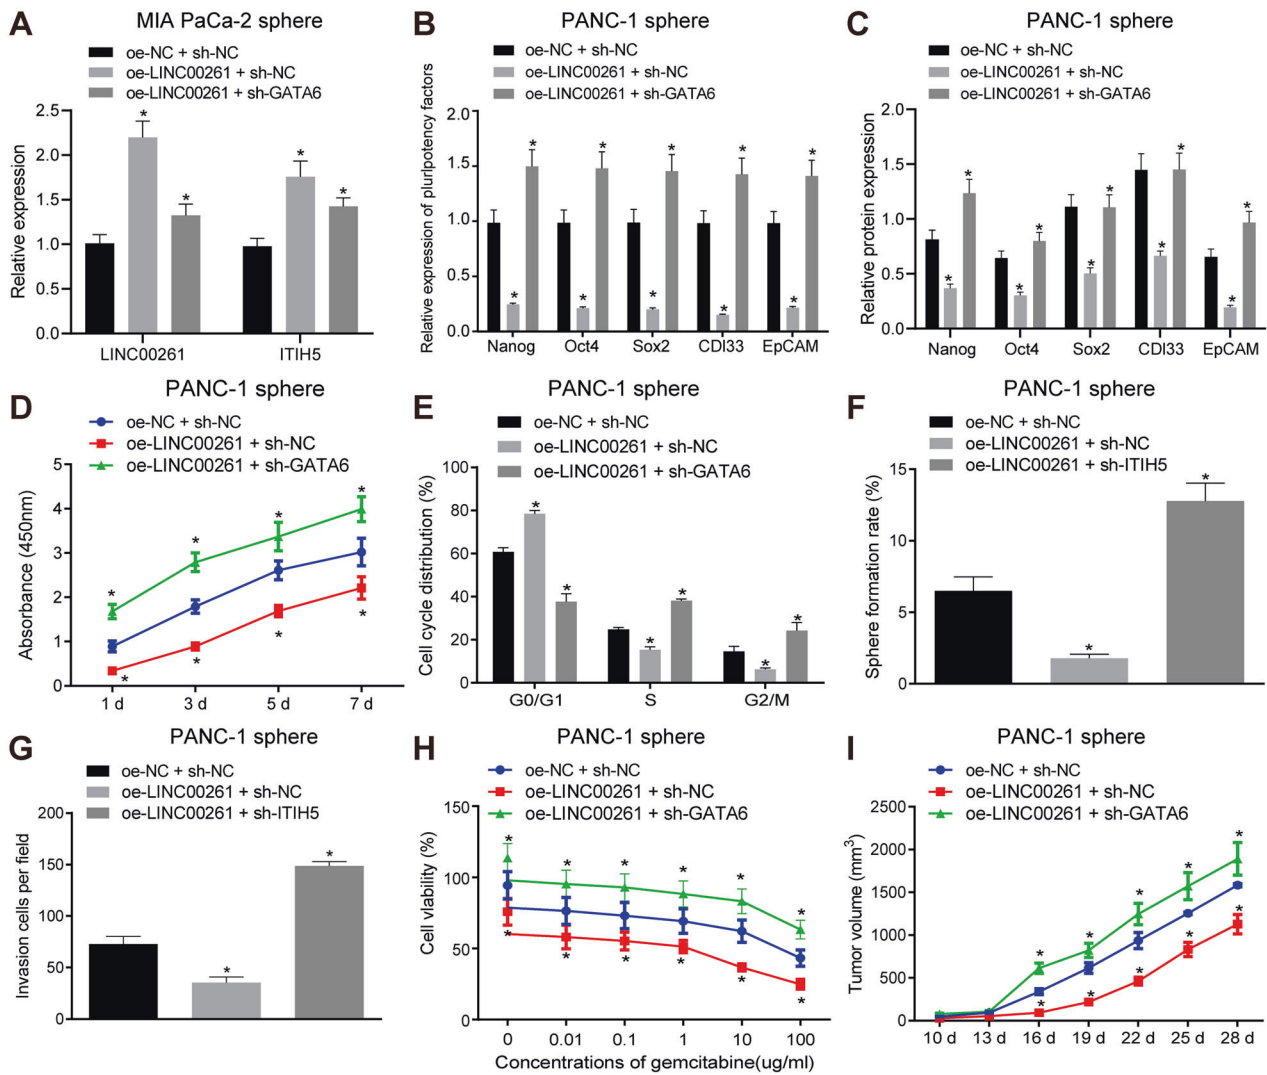 A
MIA PaCa-2 sphere
oe-NC + sh-NC
oe-LINC00261 + sh-NC
oe-LINC00261 + sh-GATA6
Relative expression
2.5
2.0
1.5
1.0
0.5
0.0
* * * *
LINC00261 ITIH5
B
PANC-1 sphere
oe-NC + sh-NC
oe-LINC00261 + sh-NC
oe-LINC00261 + sh-GATA6
Relative expression of plurlpotency factors
2.0
1.5
1.0
0.5
0.0
* * * * * * * * * *
Nanog Oct4 Sox2 CDI33 EpCAM
C
PANC-1 sphere
oe-NC + sh-NC
oe-LINC00261 + sh-NC
oe-LINC00261 + sh-GATA6
Relative protein expression
2.0
1.5
1.0
0.5
0.0
* * * * * * * * * *
Nanog Oct4 Sox2 CDI33 EpCAM
D
PANC-1 sphere
oe-NC + sh-NC
oe-LINC00261 + sh-NC
oe-LINC00261 + sh-GATA6
Absorbance (450nm)
5
4
3
2
1
0
* * * * * * * *
1 d 3 d 5 d 7 d
E
PANC-1 sphere
oe-NC + sh-NC
oe-LINC00261 + sh-NC
oe-LINC00261 + sh-GATA6
Cell cycle distribution (%)
100
80
60
40
20
0
* * * * * *
G0/G1 S G2/M
F
PANC-1 sphere
oe-NC + sh-NC
oe-LINC00261 + sh-NC
oe-LINC00261 + sh-ITIH5
Sphere formation rate (%)
15
10
5
0
* *
G
PANC-1 sphere
oe-NC + sh-NC
oe-LINC00261 + sh-NC
oe-LINC00261 + sh-ITIH5
Invasion cells per field
200
150
100
50
0
* *
H
PANC-1 sphere
oe-NC + sh-NC
oe-LINC00261 + sh-NC
oe-LINC00261 + sh-GATA6
Cell vlability (%)
150
100
50
0
* * * * * * * * * * * *
0 0.01 0.1 1 10 100
Concentrations of gemcitabine(ug/ml)
I
PANC-1 sphere
oe-NC + sh-NC
oe-LINC00261 + sh-NC
oe-LINC00261 + sh-GATA6
Tumor volume (mm³)
2500
2000
1500
1000
500
0
* * * * * * * * * *
10 d 13 d 16 d 19 d 22 d 25 d 28 d